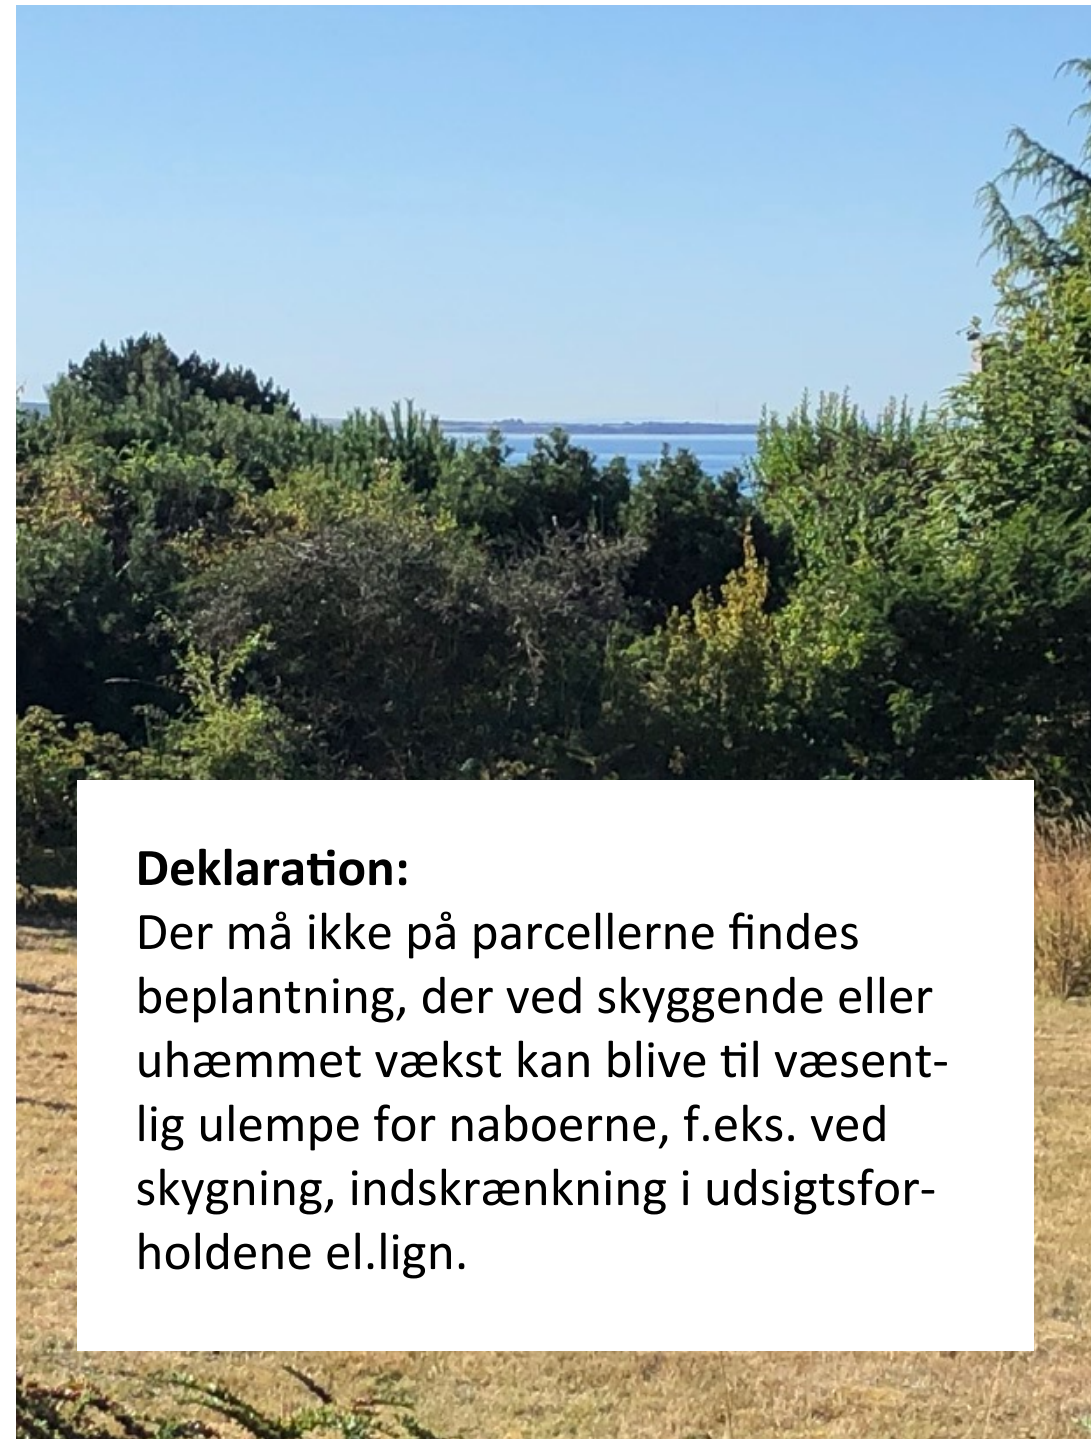 Deklaration:
Der må ikke på parcellerne findes
beplantning, der ved skyggende eller
uhæmmet vækst kan blive til væsent-
lig ulempe for naboerne, f.eks. ved
skygning, indskrænkning i udsigtsfor-
holdene el.lign.